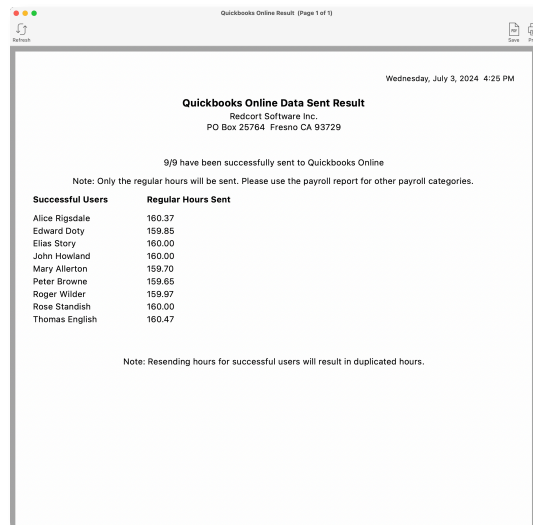 Quickbooks Online Result (Page 1 of 1)
Refresh
PDF
Save
Wednesday, July 3, 2024 4:25 PM
Quickbooks Online Data Sent Result
Redcort Software Inc.
PO Box 25764 Fresno CA 93729
9/9 have been successfully sent to Quickbooks Online
Note: Only the regular hours will be sent. Please use the payroll report for other payroll categories.
Successful Users Regular Hours Sent
Alice Rigsdale 160.37
Edward Doty 159.85
Elias Story 160.00
John Howland 160.00
Mary Allerton 159.70
Peter Browne 159.65
Roger Wilder 159.97
Rose Standish 160.00
Thomas English 160.47
Note: Resending hours for successful users will result in duplicated hours.